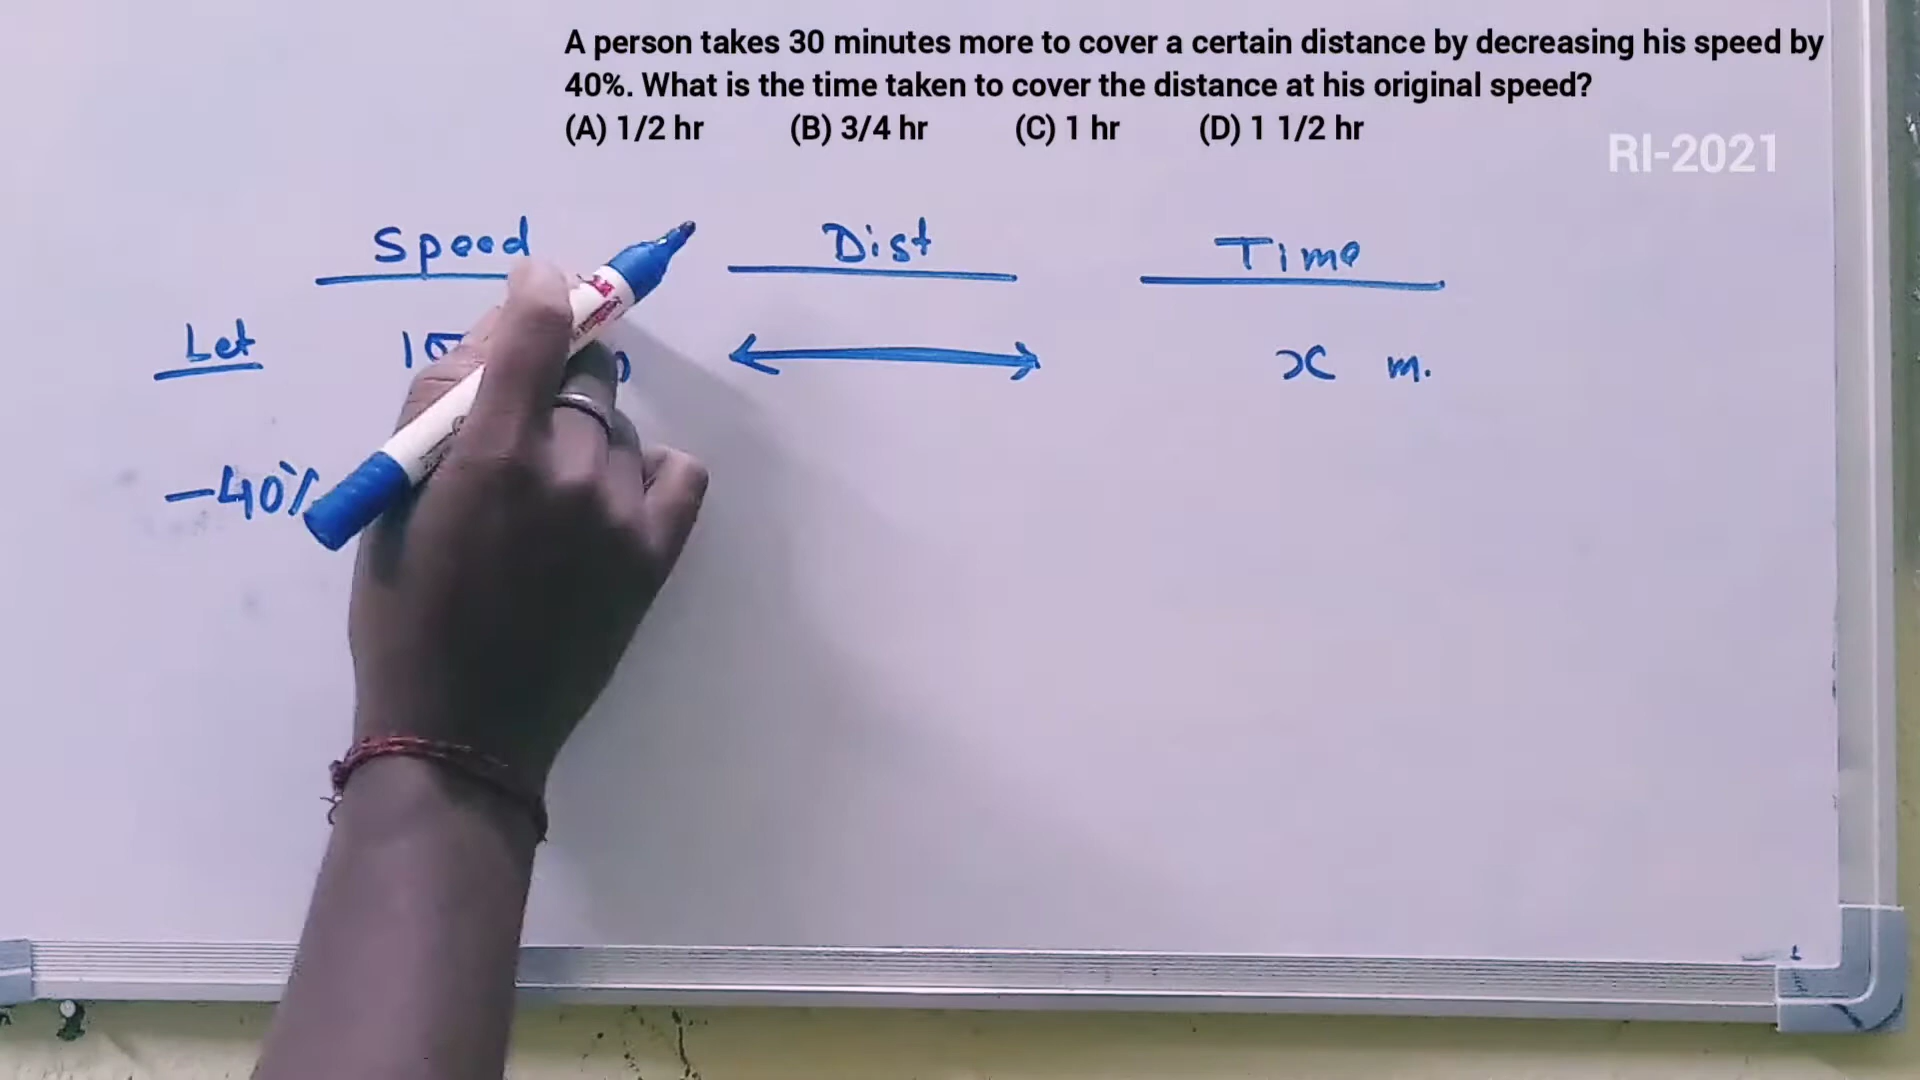 A person takes 30 minutes more to cover a certain distance by decreasing his speed by
40%. What is the time taken to cover the distance at his original speed?
(A) 1/2 hr (B) 3/4 hr (C) 1 hr (D) 1 1/2 hr
RI-2021
Speed Dist Time
Let x m.
-40%